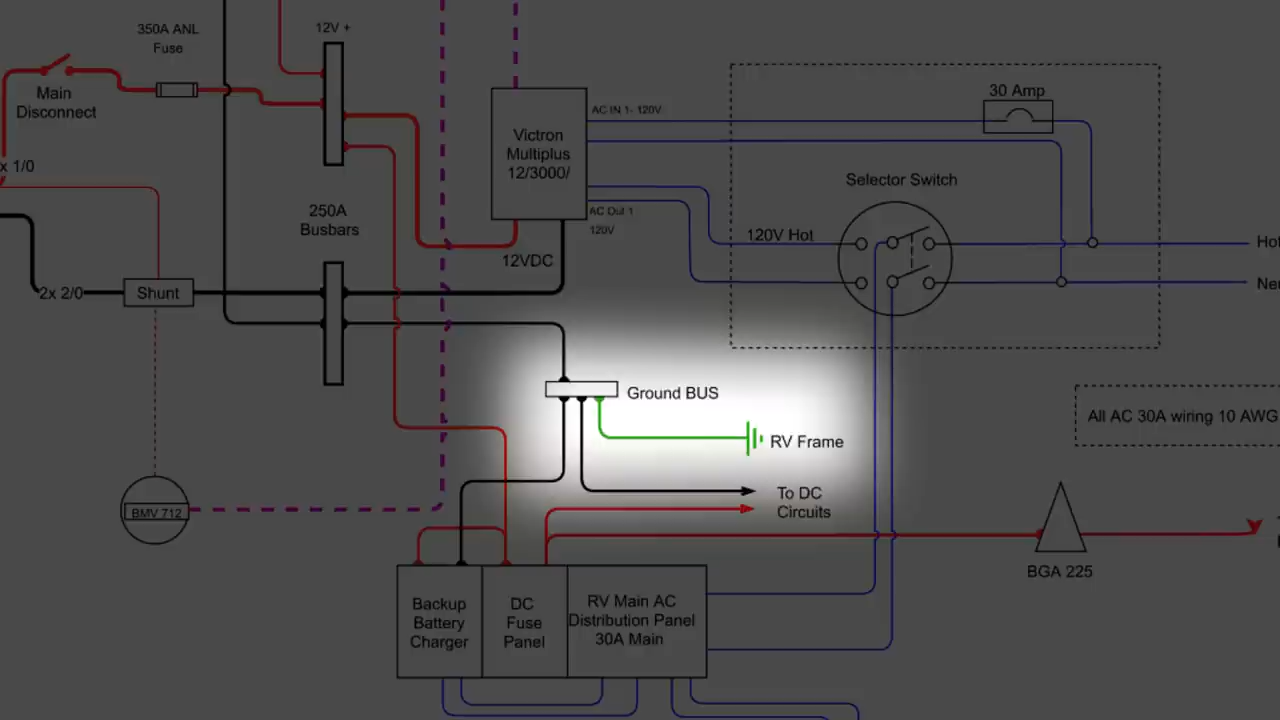 350A ANL
Fuse
12V +
Main
Disconnect
x 1/0
30 Amp
AC IN 1- 120V
Victron
Multiplus
12/3000/
Selector Switch
250A
Busbars
AC Out 1
120V
120V Hot
12VDC
2x 2/0
Shunt
Ground BUS
All AC 30A wiring 10 AWG
RV Frame
To DC
Circuits
BMV 712
BGA 225
Backup
Battery
Charger
DC
Fuse
Panel
RV Main AC
Distribution Panel
30A Main